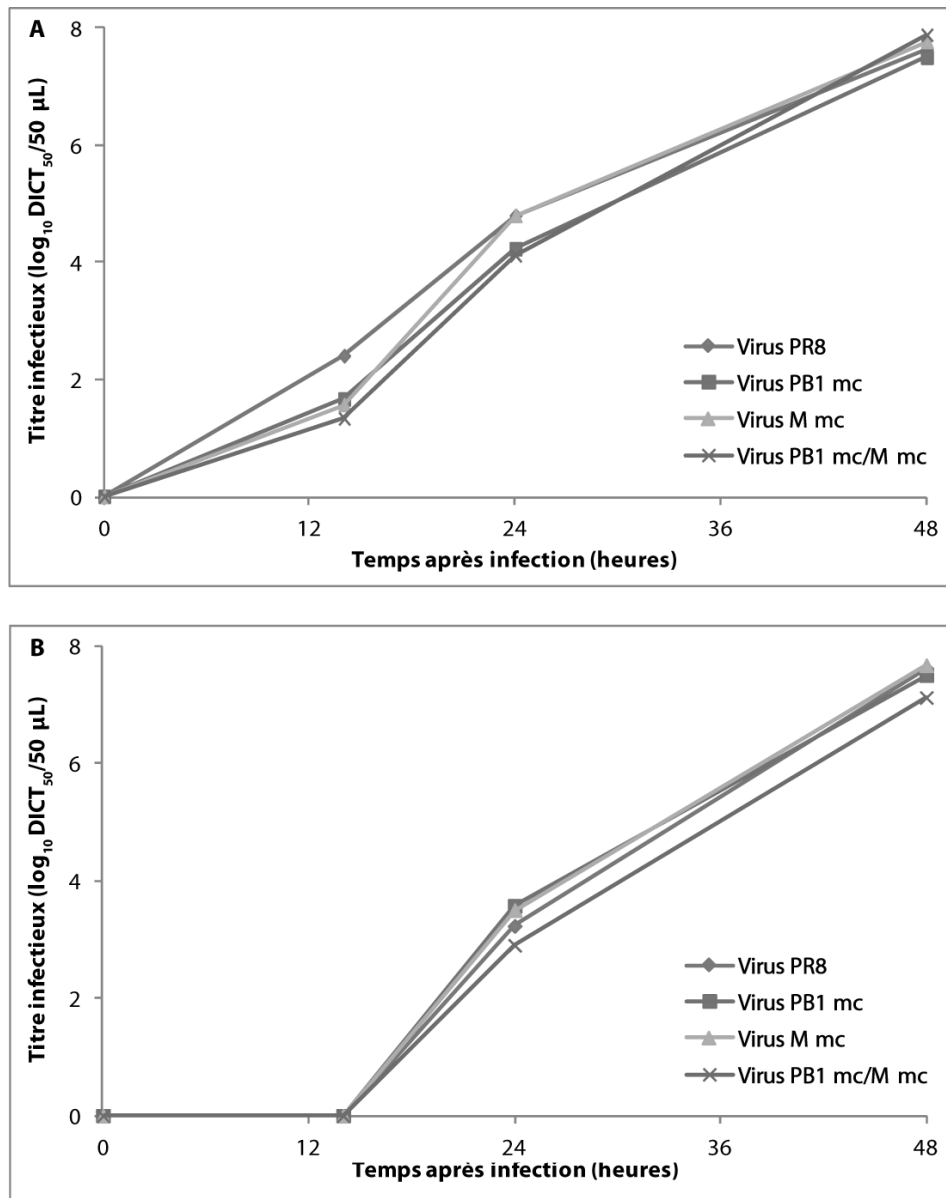 A
Titre infectieux (log10 DICT50/50 µL)
8
6
4
2
0
Virus PR8
Virus PB1 mc
Virus M mc
Virus PB1 mc/M mc
0 12 24 36 48
Temps après infection (heures)
B
Titre infectieux (log10 DICT50/50 µL)
8
6
4
2
0
Virus PR8
Virus PB1 mc
Virus M mc
Virus PB1 mc/M mc
0 12 24 36 48
Temps après infection (heures)